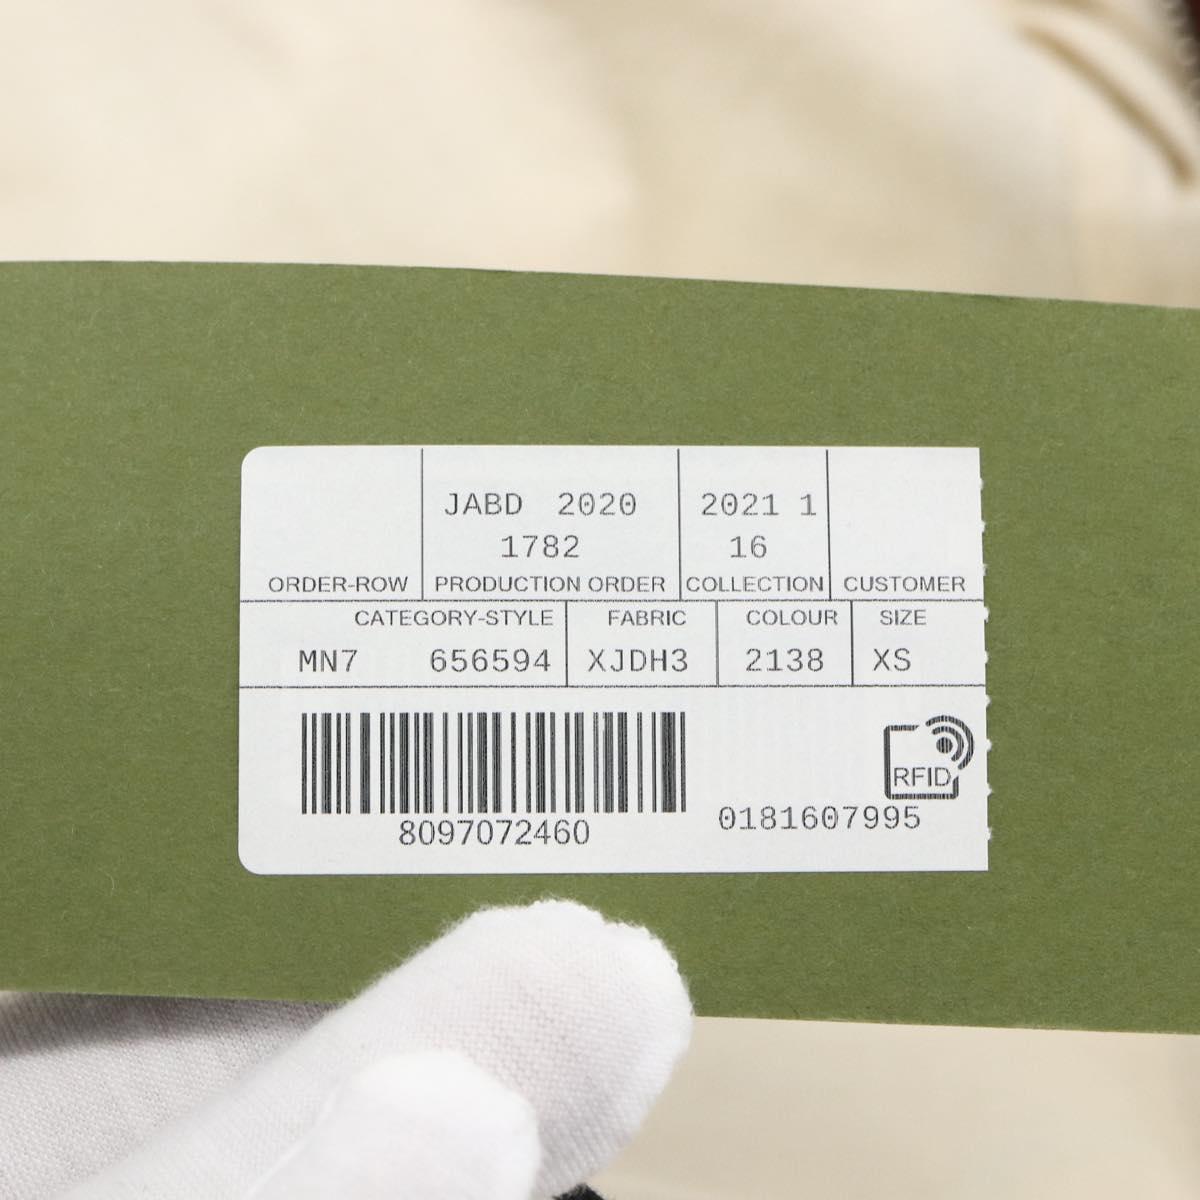 JABD 2020 2021 1
1782 16
ORDER-ROW PRODUCTION ORDER COLLECTION CUSTOMER
CATEGORY-STYLE FABRIC COLOUR SIZE
MN7 656594 XJDH3 2138 XS
RFID
8097072460 0181607995